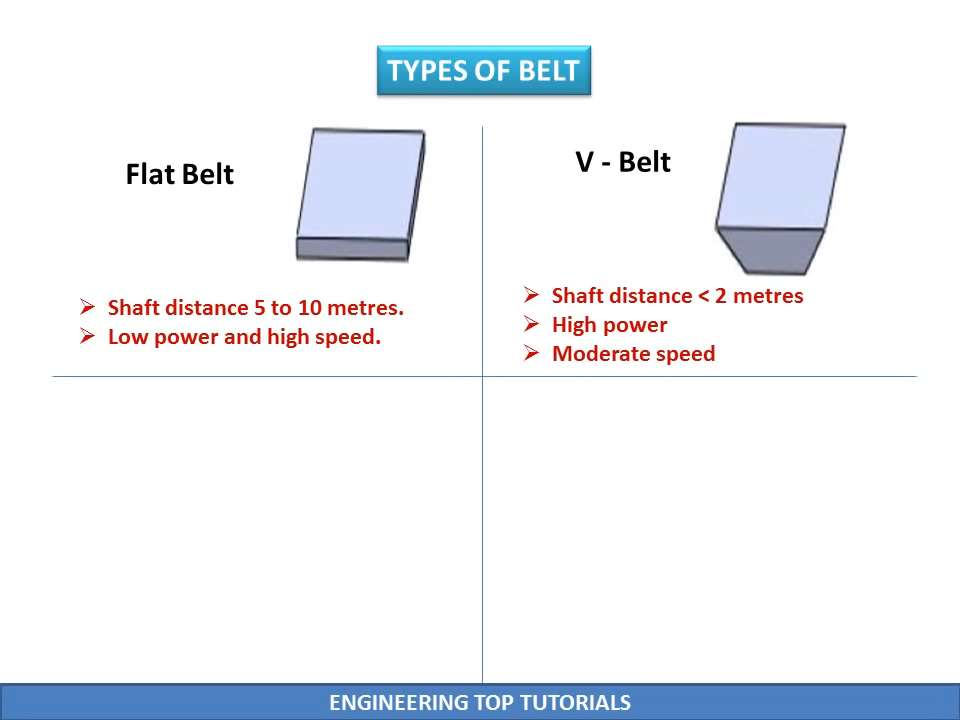 TYPES OF BELT
Flat Belt
➢ Shaft distance 5 to 10 metres.
➢ Low power and high speed.
V - Belt
➢ Shaft distance < 2 metres
➢ High power
➢ Moderate speed
ENGINEERING TOP TUTORIALS